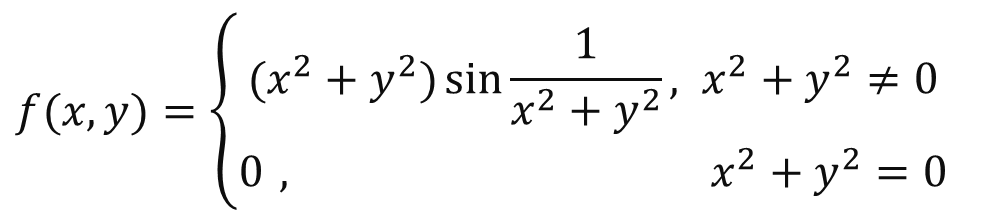 f(x, y) = { (x² + y²) sin 1/(x² + y²), x² + y² ≠ 0
0 , x² + y² = 0